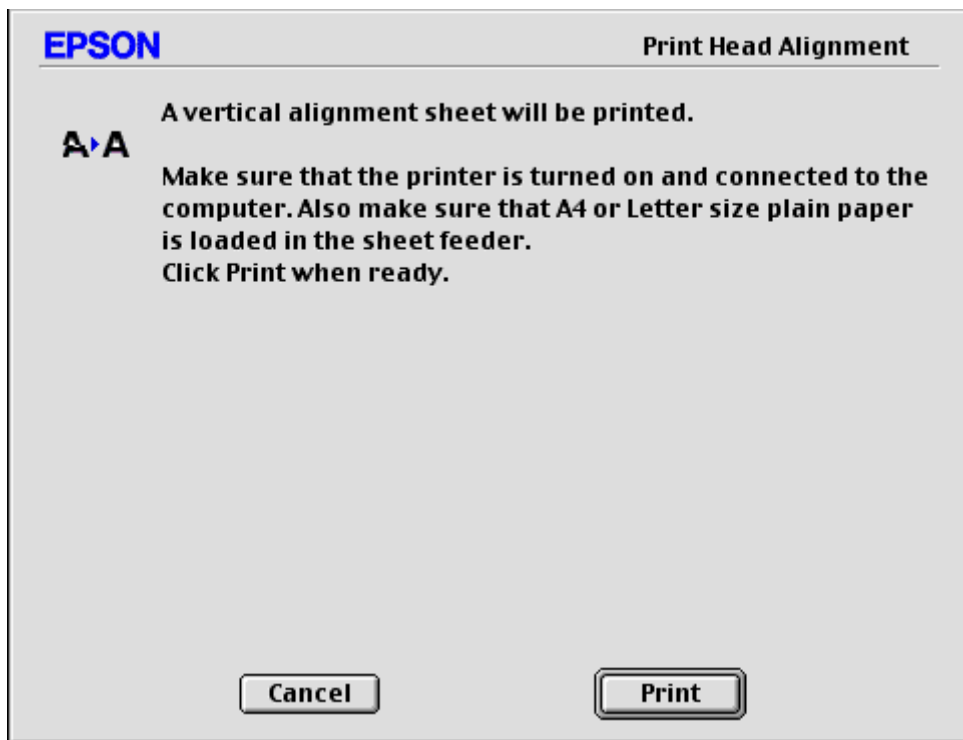 EPSON Print Head Alignment
A vertical alignment sheet will be printed.
A▸A
Make sure that the printer is turned on and connected to the
computer. Also make sure that A4 or Letter size plain paper
is loaded in the sheet feeder.
Click Print when ready.
Cancel Print